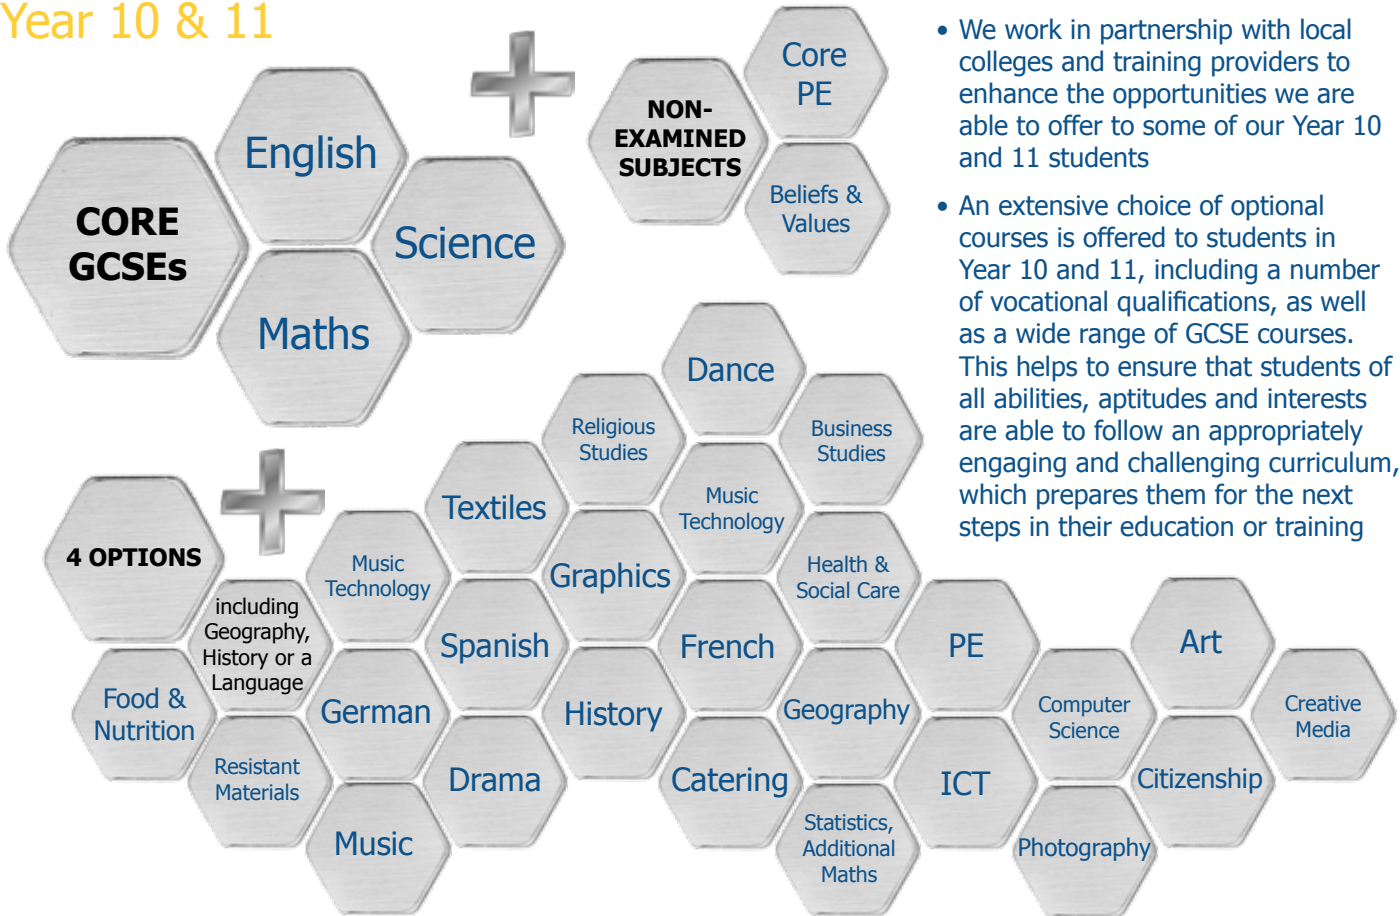 Year 10 & 11
CORE
GCSEs
English
Science
Maths
NON-
EXAMINED
SUBJECTS
Core
PE
Beliefs &
Values
• We work in partnership with local
colleges and training providers to
enhance the opportunities we are
able to offer to some of our Year 10
and 11 students
• An extensive choice of optional
courses is offered to students in
Year 10 and 11, including a number
of vocational qualifications, as well
as a wide range of GCSE courses.
This helps to ensure that students of
all abilities, aptitudes and interests
are able to follow an appropriately
engaging and challenging curriculum,
which prepares them for the next
steps in their education or training
4 OPTIONS
including
Geography,
History or a
Language
Food &
Nutrition
Resistant
Materials
Music
Technology
German
Music
Textiles
Spanish
Drama
Religious
Studies
Graphics
History
Dance
Music
Technology
French
Catering
Business
Studies
Health &
Social Care
Geography
Statistics,
Additional
Maths
PE
ICT
Computer
Science
Photography
Art
Citizenship
Creative
Media